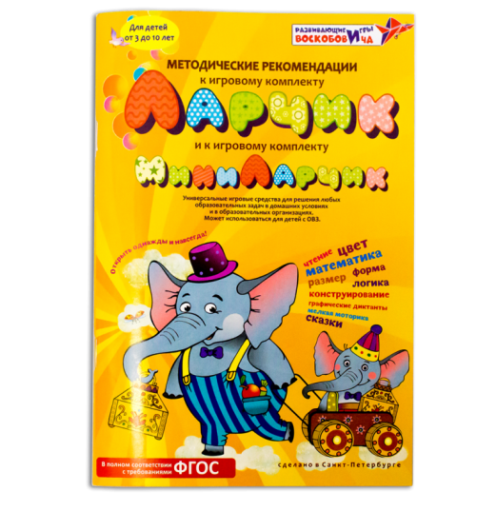 Для детей
от 3 до 10 лет
РАЗВИВАЮЩИЕ ИГРЫ
ВОСКОБОВИЧА
МЕТОДИЧЕСКИЕ РЕКОМЕНДАЦИИ
к игровому комплекту
ЛАРЧИК
и к игровому комплекту
МиниЛАРЧИК
Универсальные игровые средства для решения любых
образовательных задач в домашних условиях
и в образовательных организациях.
Может использоваться для детей с ОВЗ.
Открыть однажды и навсегда!
чтение цвет
математика
размер форма
логика
конструирование
графические диктанты
мелкая моторика
сказки
В полном соответствии
с требованиями ФГОС
сделано в Санкт-Петербурге